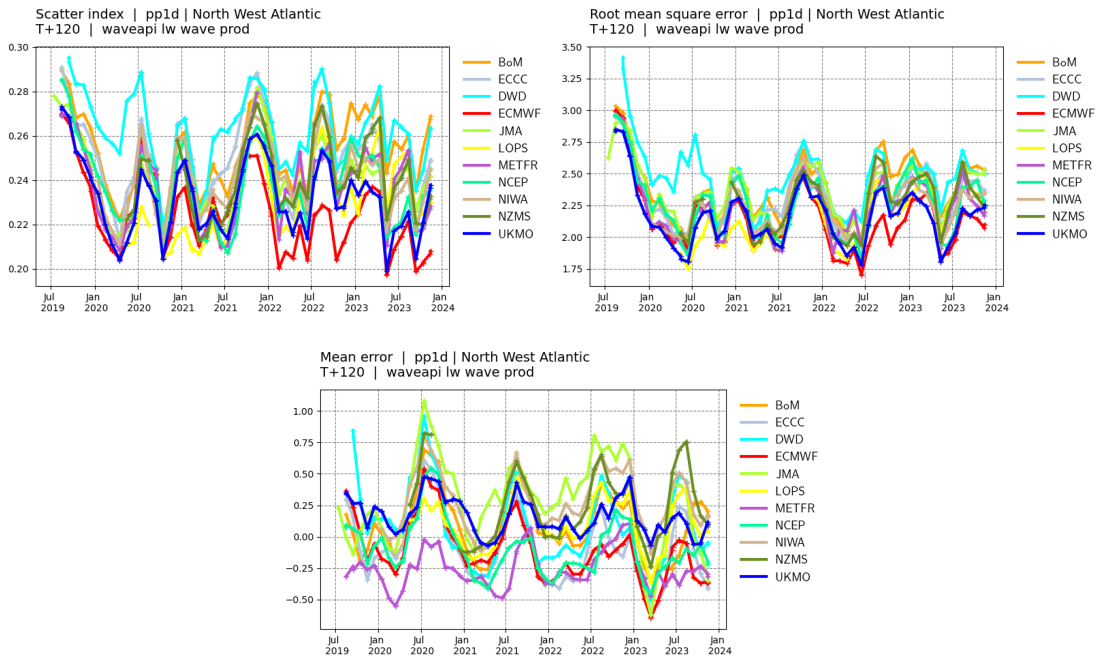 Scatter index | pp1d | North West Atlantic
T+120 | waveapi lw wave prod
0.30
0.28
0.26
0.24
0.22
0.20
Jul Jan Jul Jan Jul Jan Jul Jan Jul Jan
2019 2020 2020 2021 2021 2022 2022 2023 2023 2024
BoM
ECCC
DWD
ECMWF
JMA
LOPS
METFR
NCEP
NIWA
NZMS
UKMO
Root mean square error | pp1d | North West Atlantic
T+120 | waveapi lw wave prod
3.50
3.25
3.00
2.75
2.50
2.25
2.00
1.75
Jul Jan Jul Jan Jul Jan Jul Jan Jul Jan
2019 2020 2020 2021 2021 2022 2022 2023 2023 2024
BoM
ECCC
DWD
ECMWF
JMA
LOPS
METFR
NCEP
NIWA
NZMS
UKMO
Mean error | pp1d | North West Atlantic
T+120 | waveapi lw wave prod
1.00
0.75
0.50
0.25
0.00
−0.25
−0.50
Jul Jan Jul Jan Jul Jan Jul Jan Jul Jan
2019 2020 2020 2021 2021 2022 2022 2023 2023 2024
BoM
ECCC
DWD
ECMWF
JMA
LOPS
METFR
NCEP
NIWA
NZMS
UKMO